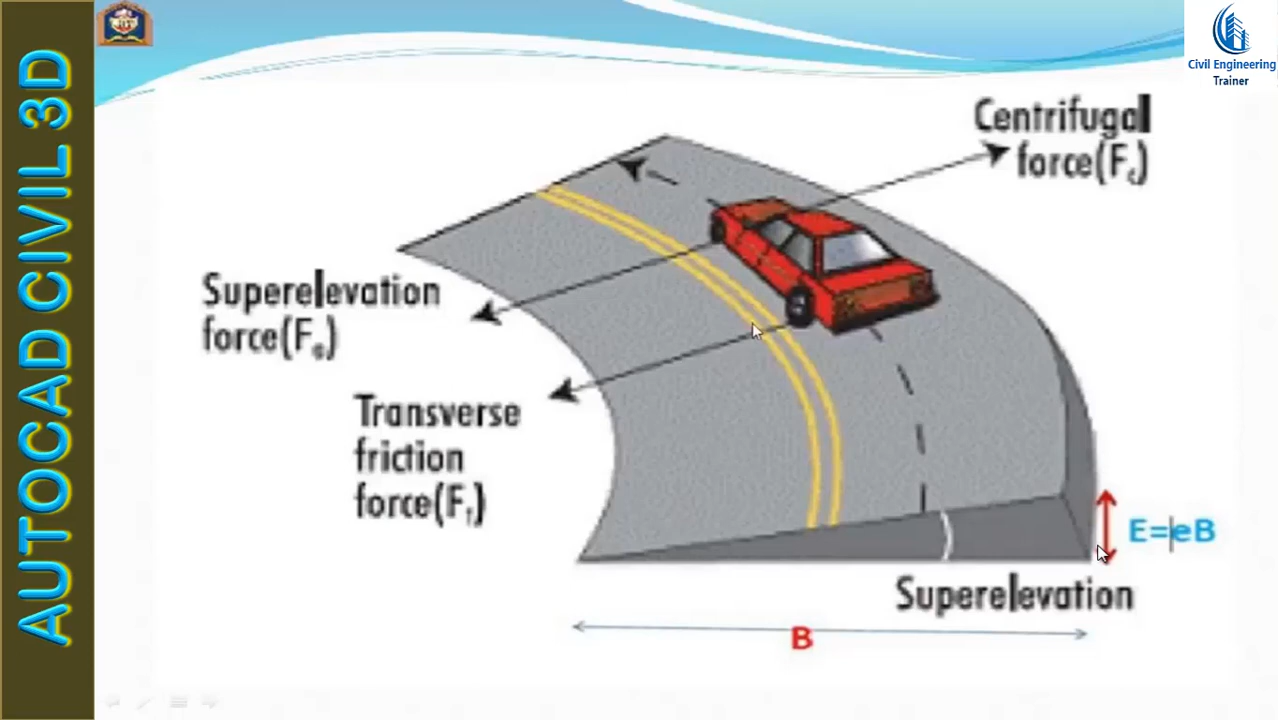 AUTOCAD CIVIL 3D
Civil Engineering
Trainer
Centrifugal
force(Fc)
Superelevation
force(Fe)
Transverse
friction
force(Ff)
E=eB
Superelevation
B